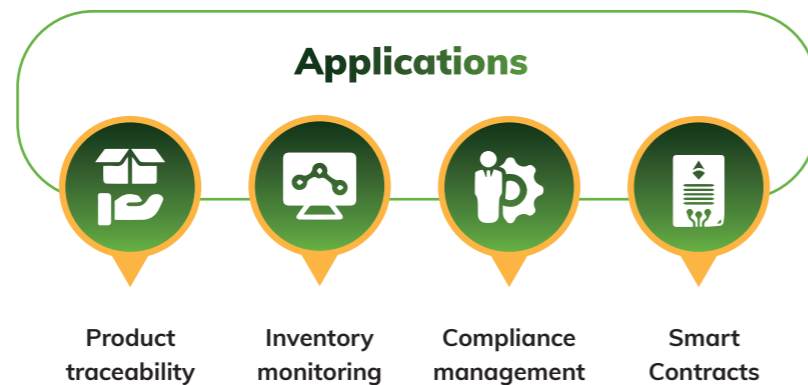 Applications
Product
traceability
Inventory
monitoring
Compliance
management
Smart
Contracts